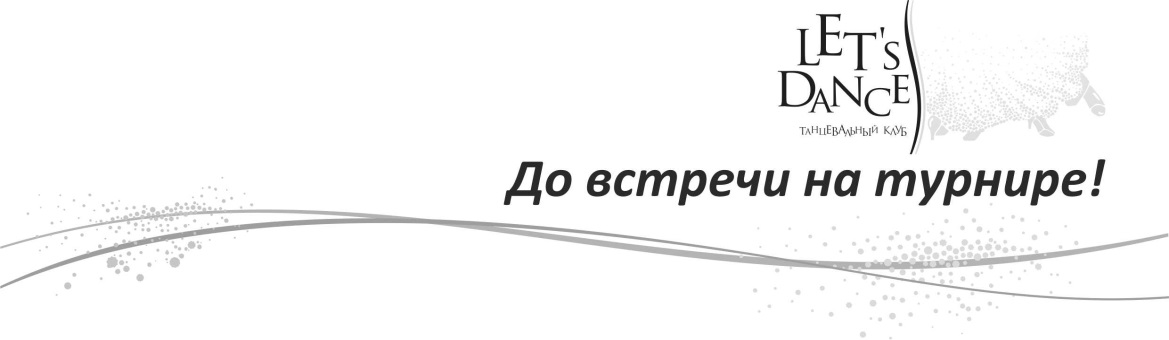 LET'S
DANCE
ТАНЦЕВАЛЬНЫЙ КЛУБ
До встречи на турнире!